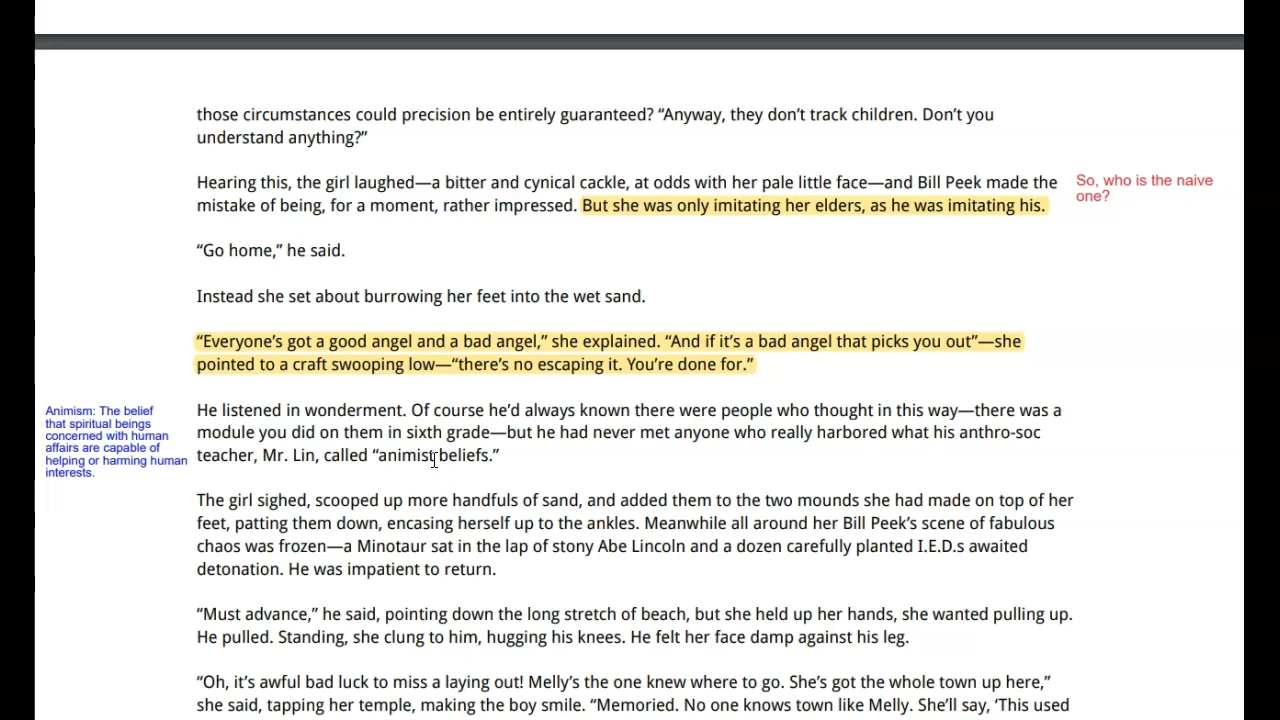 those circumstances could precision be entirely guaranteed? “Anyway, they don’t track children. Don’t you
understand anything?”
Hearing this, the girl laughed—a bitter and cynical cackle, at odds with her pale little face—and Bill Peek made the
mistake of being, for a moment, rather impressed. But she was only imitating her elders, as he was imitating his.
So, who is the naive
one?
“Go home,” he said.
Instead she set about burrowing her feet into the wet sand.
“Everyone’s got a good angel and a bad angel,” she explained. “And if it’s a bad angel that picks you out”—she
pointed to a craft swooping low—“there’s no escaping it. You’re done for.”
Animism: The belief
that spiritual beings
concerned with human
affairs are capable of
helping or harming human
interests.
He listened in wonderment. Of course he’d always known there were people who thought in this way—there was a
module you did on them in sixth grade—but he had never met anyone who really harbored what his anthro-soc
teacher, Mr. Lin, called “animist beliefs.”
The girl sighed, scooped up more handfuls of sand, and added them to the two mounds she had made on top of her
feet, patting them down, encasing herself up to the ankles. Meanwhile all around her Bill Peek’s scene of fabulous
chaos was frozen—a Minotaur sat in the lap of stony Abe Lincoln and a dozen carefully planted I.E.D.s awaited
detonation. He was impatient to return.
“Must advance,” he said, pointing down the long stretch of beach, but she held up her hands, she wanted pulling up.
He pulled. Standing, she clung to him, hugging his knees. He felt her face damp against his leg.
“Oh, it’s awful bad luck to miss a laying out! Melly’s the one knew where to go. She’s got the whole town up here,”
she said, tapping her temple, making the boy smile. “Memoried. No one knows town like Melly. She’ll say, ‘This used